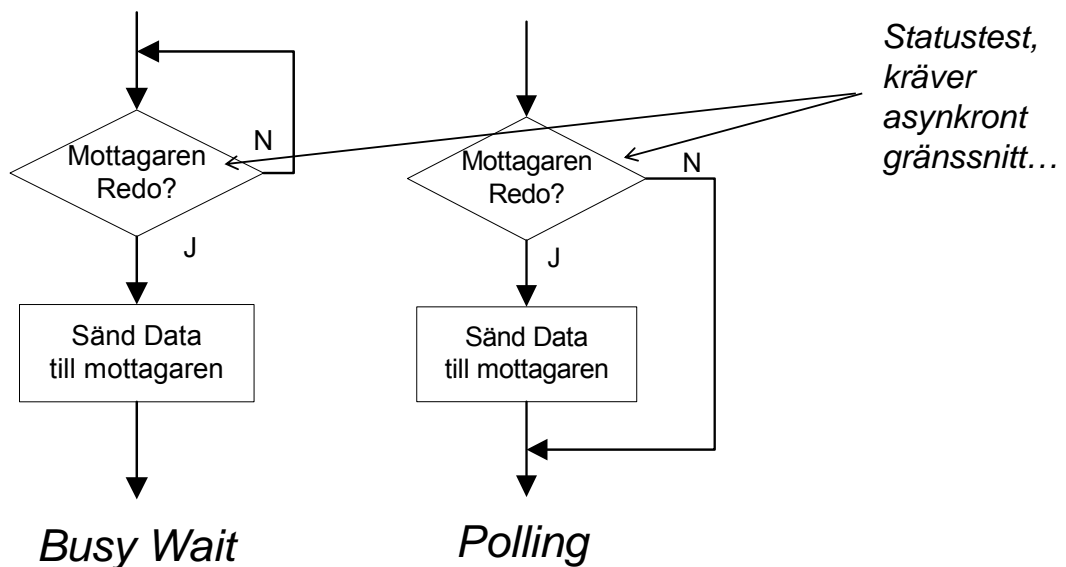 Statustest,
kräver
asynkront
gränssnitt…
Mottagaren
Redo?
N
J
Sänd Data
till mottagaren
Busy Wait
Mottagaren
Redo?
N
J
Sänd Data
till mottagaren
Polling